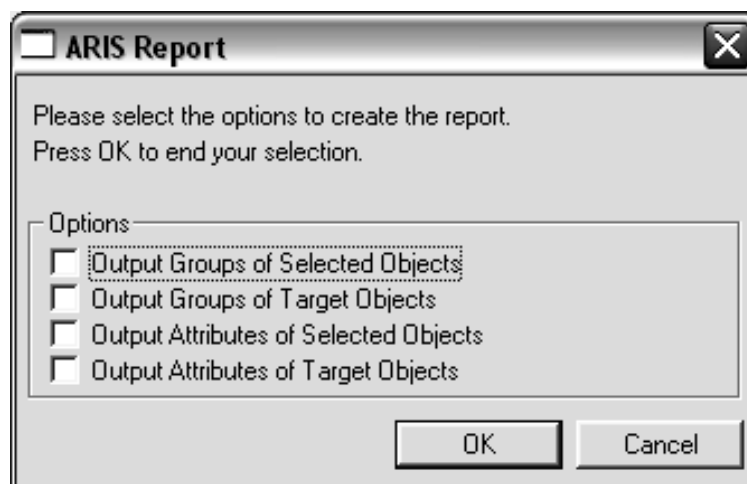 ARIS Report
Please select the options to create the report.
Press OK to end your selection.
Options
Output Groups of Selected Objects
Output Groups of Target Objects
Output Attributes of Selected Objects
Output Attributes of Target Objects
OK
Cancel